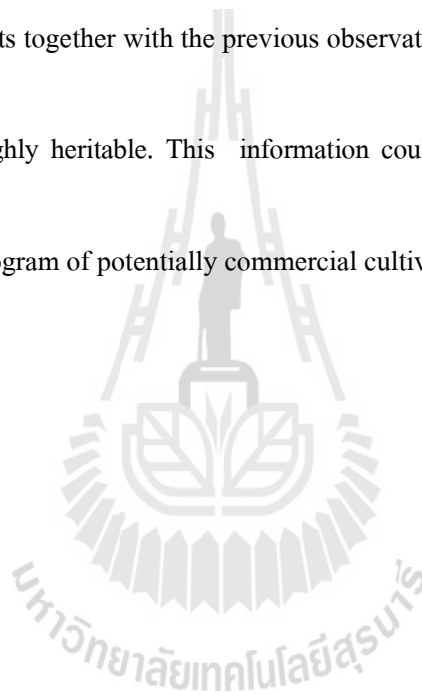 ts together with the previous observat
ghly heritable. This information cou
ogram of potentially commercial cultiv
มหาวิทยาลัยเทคโนโลยีสุรนารี